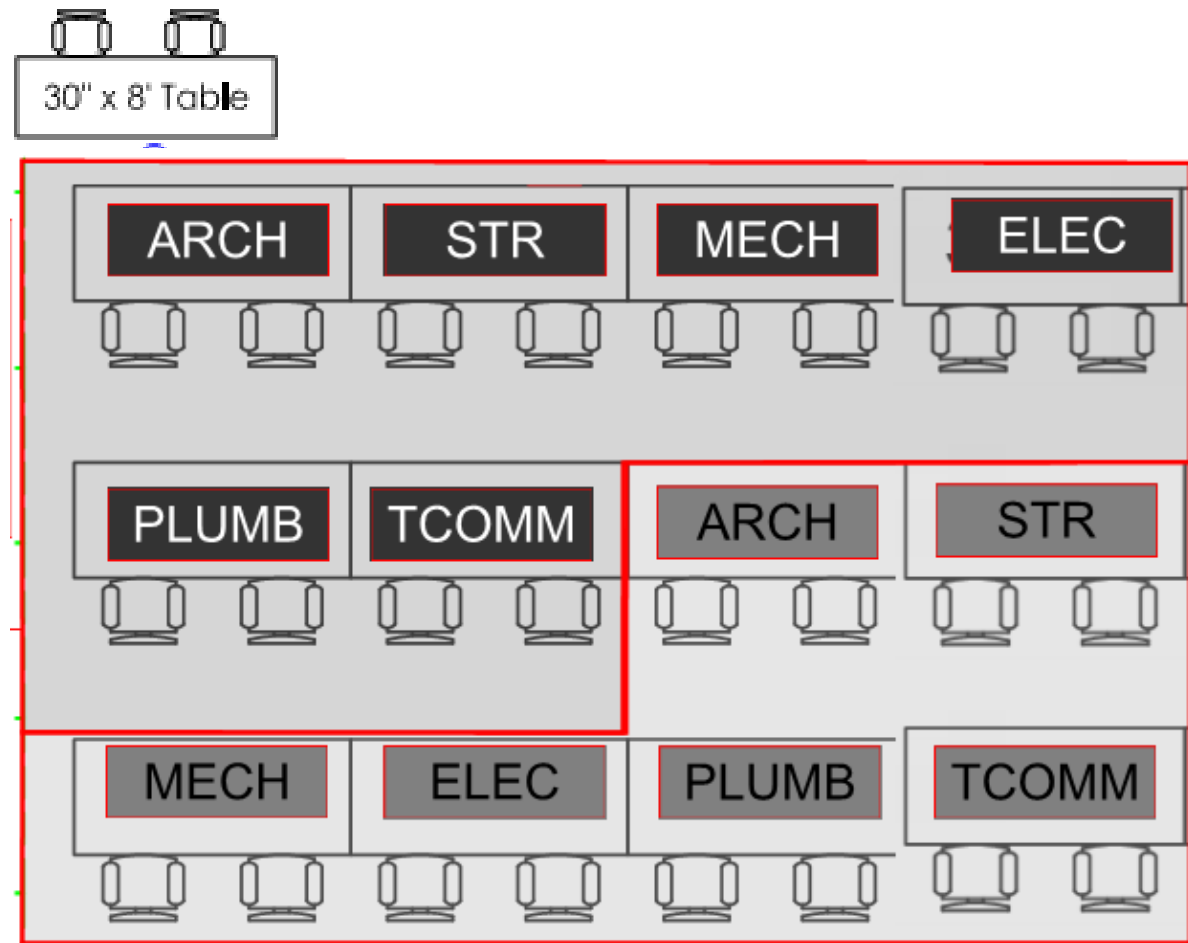 30" x 8' Table
ARCH STR MECH ELEC
PLUMB TCOMM ARCH STR
MECH ELEC PLUMB TCOMM